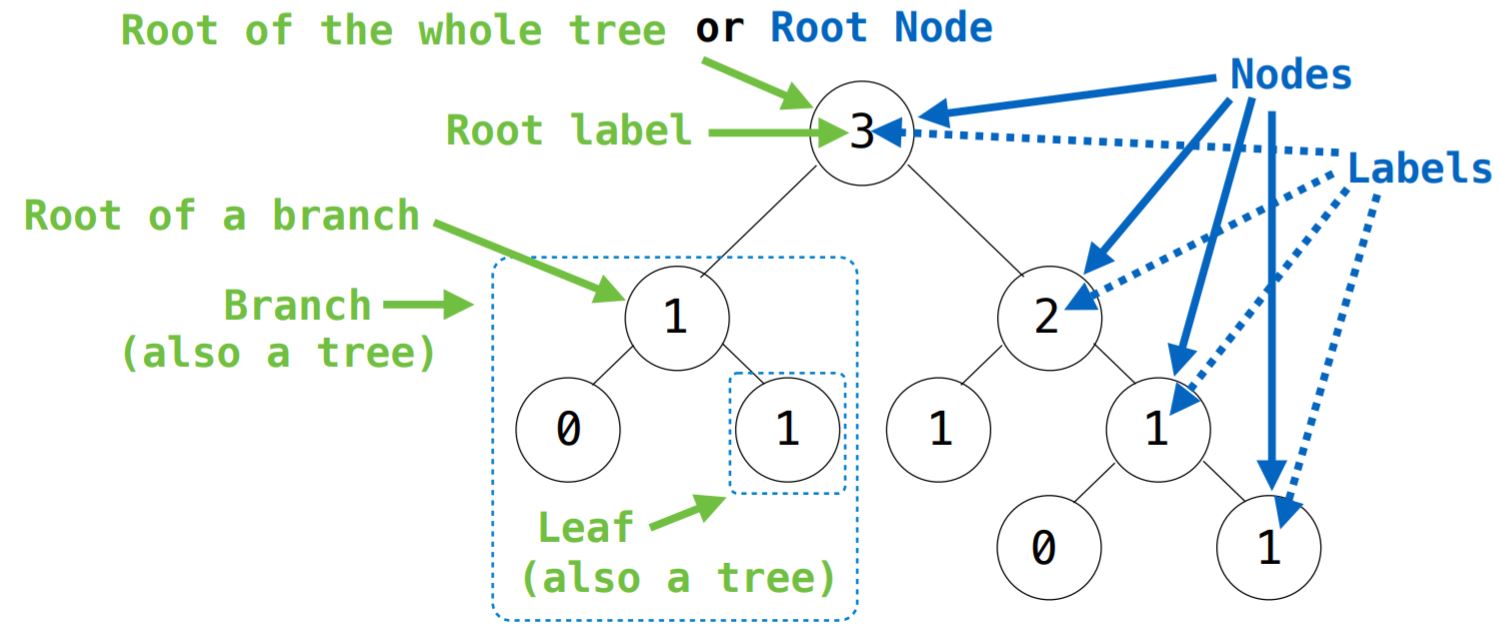 Root of the whole tree or Root Node
Nodes
Root label
3
Labels
Root of a branch
Branch
(also a tree)
1
2
0
1
1
1
Leaf
(also a tree)
0
1